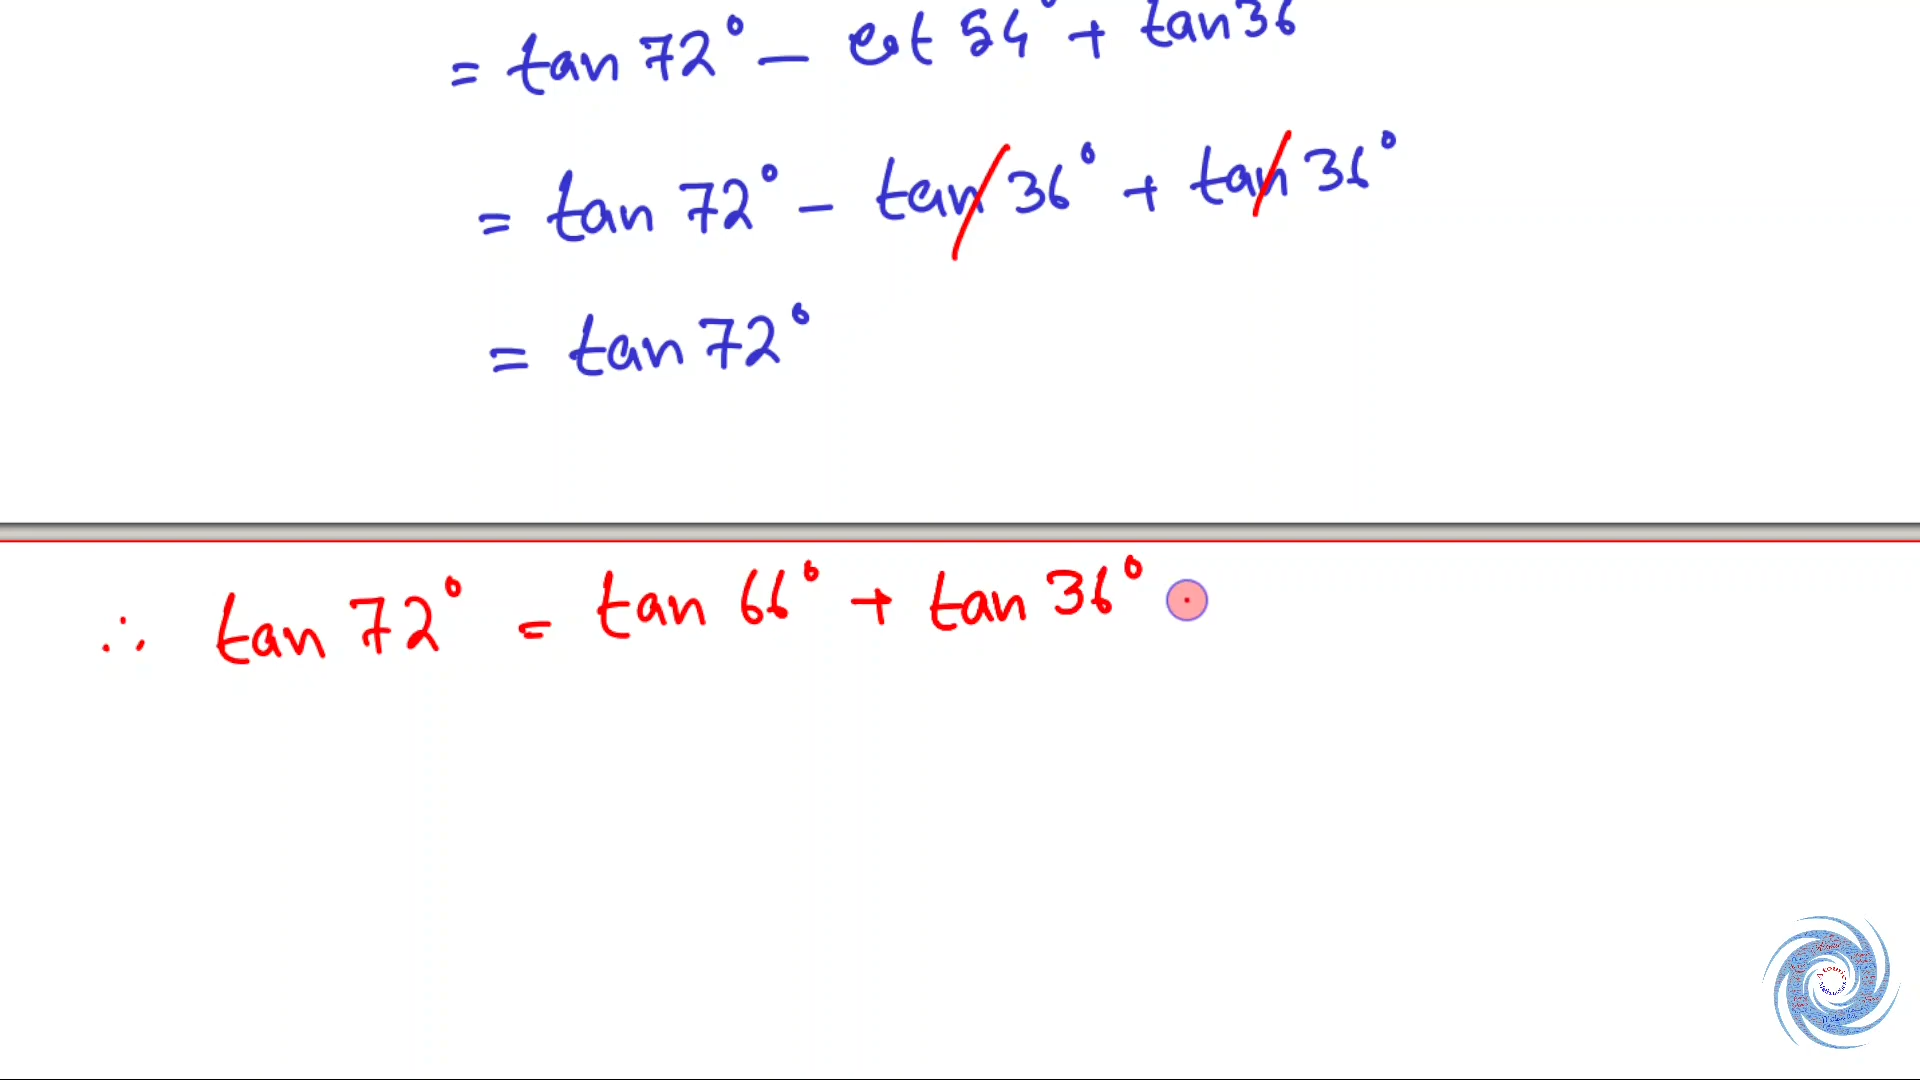 = tan 72° − cot 54° + tan 36
= tan 72° − tan 36° + tan 36°
= tan 72°
∴ tan 72° = tan 66° + tan 36°